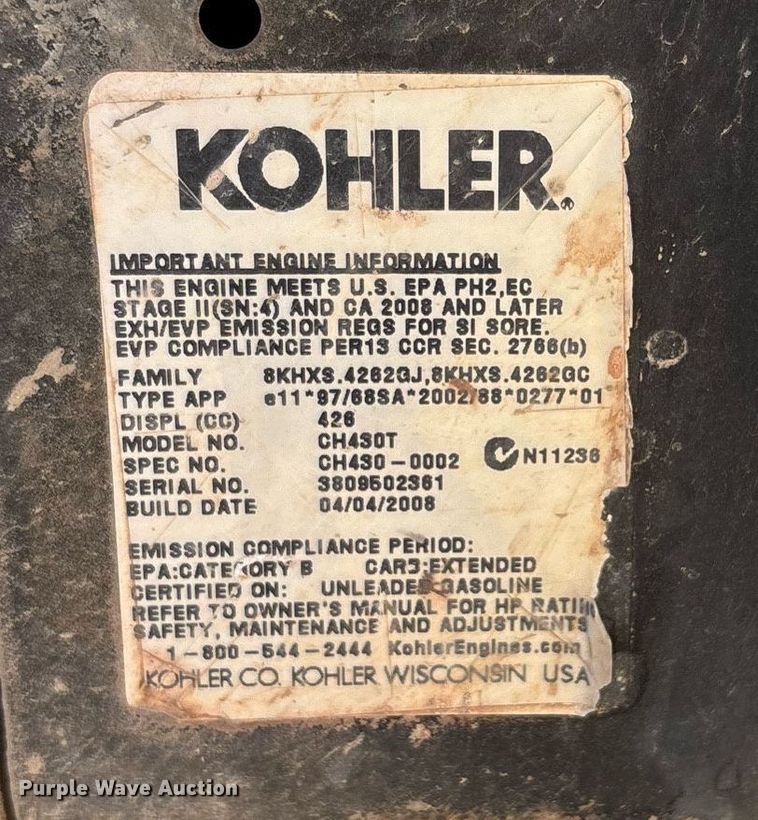 KOHLER.
IMPORTANT ENGINE INFORMATION
THIS ENGINE MEETS U.S. EPA PH2,EC
STAGE II(SN:4) AND CA 2008 AND LATER
EXH/EVP EMISSION REGS FOR SI SORE.
EVP COMPLIANCE PER13 CCR SEC. 2766(b)
FAMILY 8KHXS.4262GJ,8KHXS.4262GC
TYPE APP e11*97/68SA*2002/88*0277*01
DISPL (CC) 426
MODEL NO. CH430T
SPEC NO. CH430-0002 N11236
SERIAL NO. 3809502361
BUILD DATE 04/04/2008
EMISSION COMPLIANCE PERIOD:
EPA:CATEGORY B CARB:EXTENDED
CERTIFIED ON: UNLEADED GASOLINE
REFER TO OWNER'S MANUAL FOR HP RATIN
SAFETY, MAINTENANCE AND ADJUSTMENTS
1-800-544-2444 KohlerEngines.com
KOHLER CO. KOHLER WISCONSIN USA
Purple Wave Auction